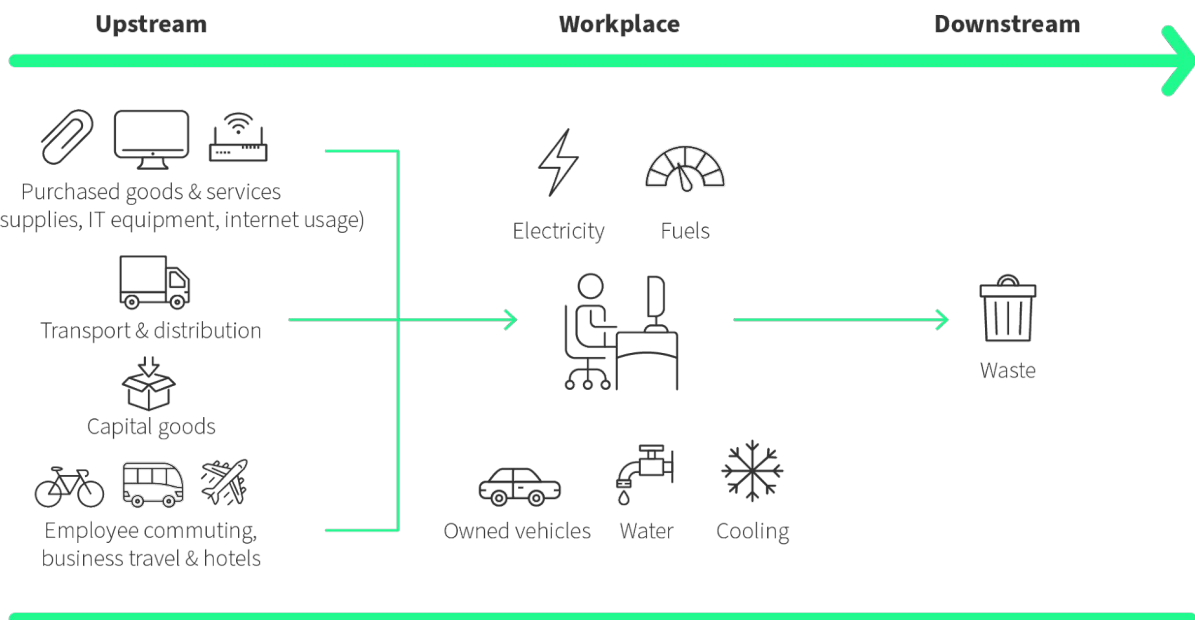 Upstream
Workplace
Downstream
Purchased goods & services
supplies, IT equipment, internet usage)
Transport & distribution
Capital goods
Employee commuting,
business travel & hotels
Electricity
Fuels
Owned vehicles
Water
Cooling
Waste